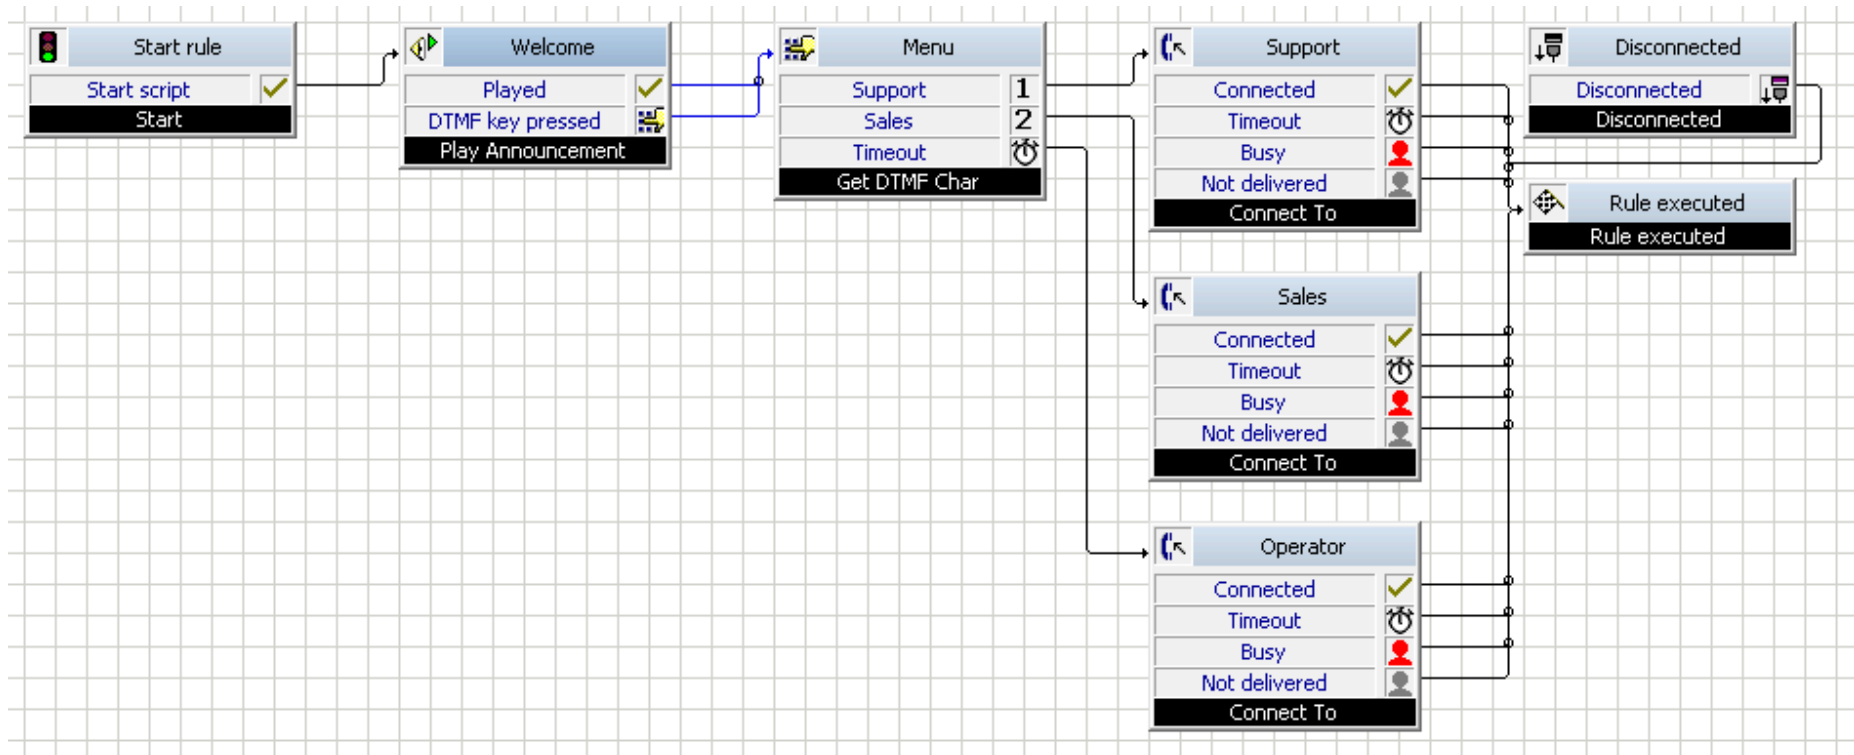 Start rule
Start script
Start
Welcome
Played
DTMF key pressed
Play Announcement
Menu
Support 1
Sales 2
Timeout
Get DTMF Char
Support
Connected
Timeout
Busy
Not delivered
Connect To
Disconnected
Disconnected
Disconnected
Rule executed
Rule executed
Sales
Connected
Timeout
Busy
Not delivered
Connect To
Operator
Connected
Timeout
Busy
Not delivered
Connect To